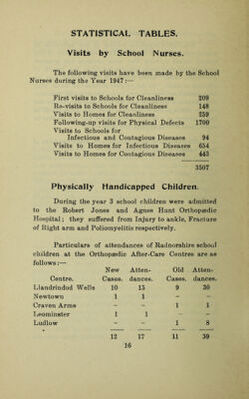 STATISTICAL TABLES.
Visits by School Nurses.
The following visits have been made by the School
Nurses during the Year 1947:—
First visits to Schools for Cleanliness 209
Re-visits to Schools for Cleanliness 148
Visits to Homes for Cleanliness 259
Following-up visits for Physical Defects 1700
Visits to Schools for
Infectious and Contagious Diseases 94
Visits to Homes for Infectious Diseases 654
Visits to Homes for Contagious Diseases 443
3507
Physically Handicapped Children.
During the year 3 school children were admitted
to the Robert Jones and Agnes Hunt Orthopædic
Hospital; they suffered from Injury to ankle, Fracture
of Right arm and Poliomyelitis respectively.
Particulars of attendances of Radnorshire school
children at the Orthopædic After-Care Centres are as
follows:—
New Atten- Old Atten-
Centre. Cases. dances. Cases. dances.
Llandrindod Wells 10 15 9 30
Newtown 1 1 – –
Craven Arms – – 1 1
Leominster 1 1 – –
Ludlow – – 1 8
12 17 11 39
16